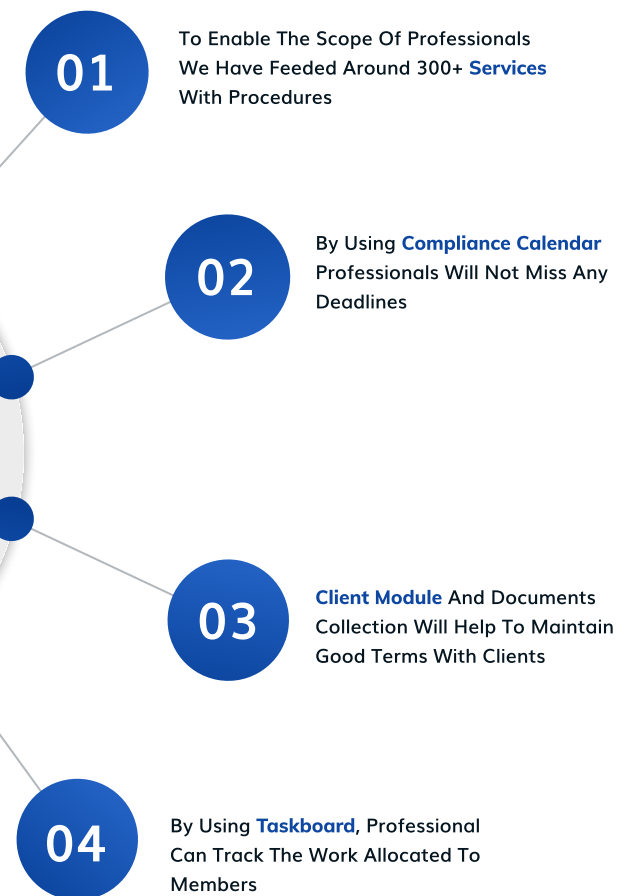 01
To Enable The Scope Of Professionals
We Have Feeded Around 300+ Services
With Procedures
02
By Using Compliance Calendar
Professionals Will Not Miss Any
Deadlines
03
Client Module And Documents
Collection Will Help To Maintain
Good Terms With Clients
04
By Using Taskboard, Professional
Can Track The Work Allocated To
Members